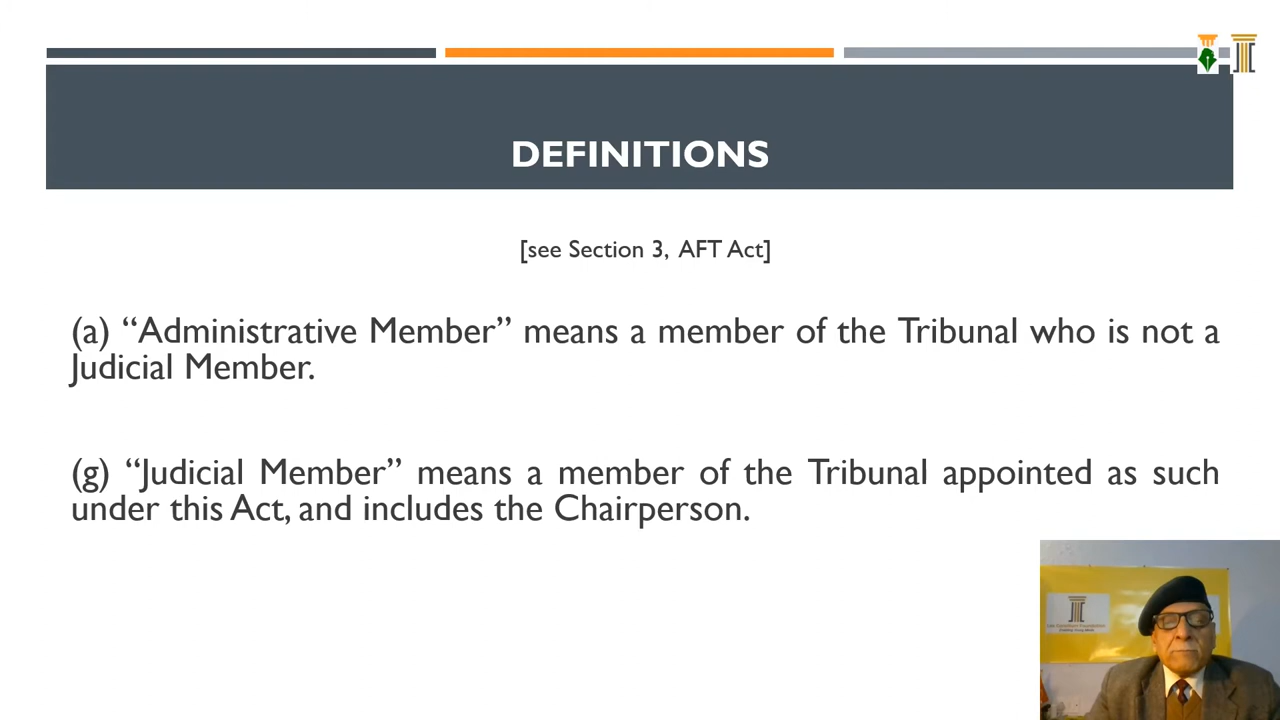 DEFINITIONS
[see Section 3, AFT Act]
(a) “Administrative Member” means a member of the Tribunal who is not a
Judicial Member.
(g) “Judicial Member” means a member of the Tribunal appointed as such
under this Act, and includes the Chairperson.